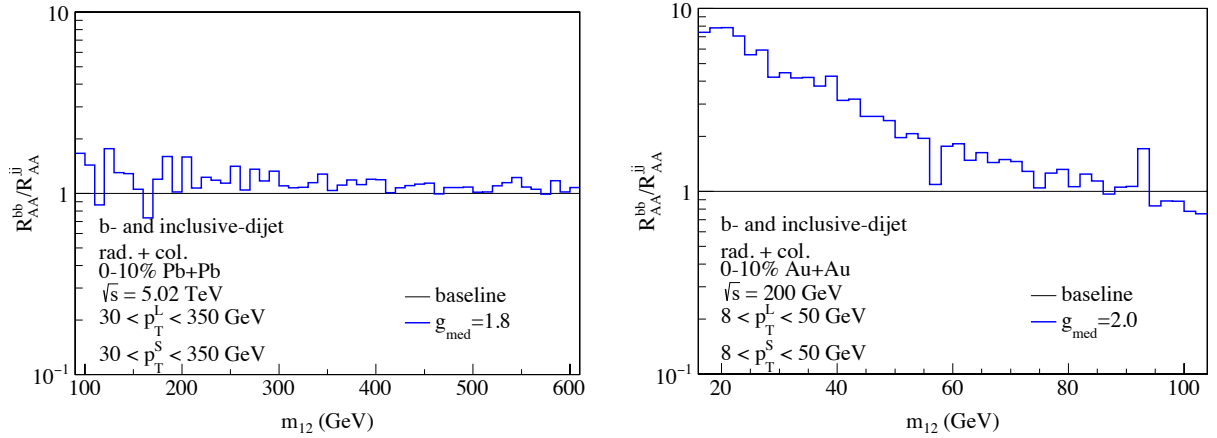 10
1
10⁻¹
R_AA^bb/R_AA^jj
b- and inclusive-dijet
rad. + col.
0-10% Pb+Pb
√s = 5.02 TeV
30 < p_T^L < 350 GeV
30 < p_T^S < 350 GeV
baseline
g_med=1.8
100 200 300 400 500 600
m₁₂ (GeV)
10
1
10⁻¹
R_AA^bb/R_AA^jj
b- and inclusive-dijet
rad. + col.
0-10% Au+Au
√s = 200 GeV
8 < p_T^L < 50 GeV
8 < p_T^S < 50 GeV
baseline
g_med=2.0
20 40 60 80 100
m₁₂ (GeV)